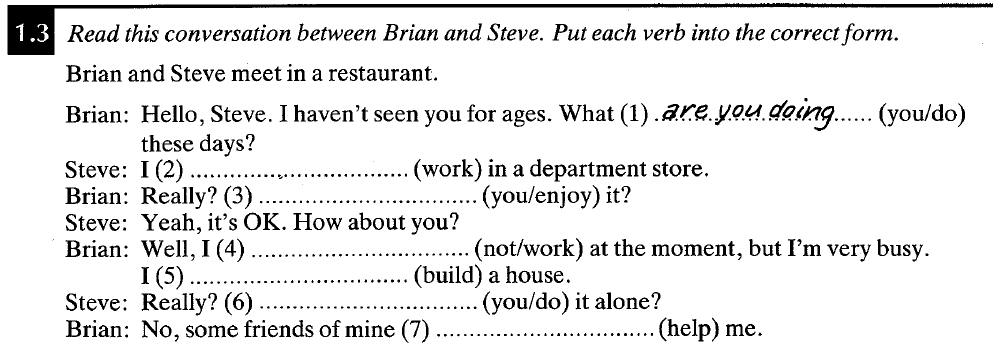 1.3 Read this conversation between Brian and Steve. Put each verb into the correct form.
Brian and Steve meet in a restaurant.
Brian: Hello, Steve. I haven't seen you for ages. What (1) .are you doing...... (you/do)
these days?
Steve: I (2) .................................. (work) in a department store.
Brian: Really? (3) .................................. (you/enjoy) it?
Steve: Yeah, it's OK. How about you?
Brian: Well, I (4) .................................. (not/work) at the moment, but I'm very busy.
I (5) .................................. (build) a house.
Steve: Really? (6) .................................. (you/do) it alone?
Brian: No, some friends of mine (7) .................................. (help) me.